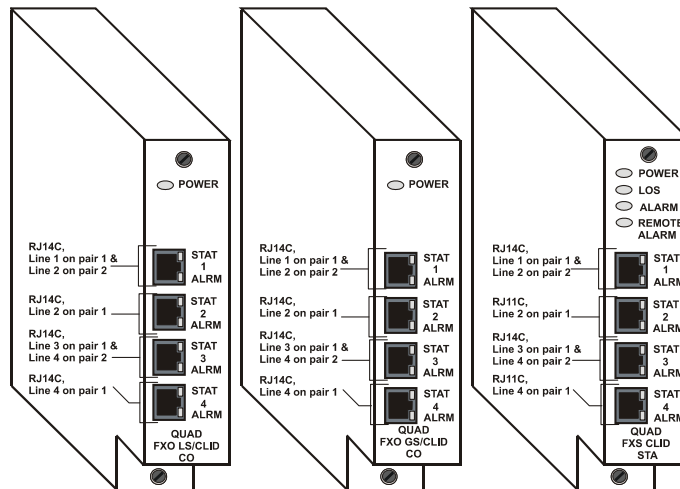 POWER
RJ14C,
Line 1 on pair 1 &
Line 2 on pair 2
STAT
1
ALRM
RJ14C,
Line 2 on pair 1
STAT
2
ALRM
RJ14C,
Line 3 on pair 1 &
Line 4 on pair 2
STAT
3
ALRM
RJ14C,
Line 4 on pair 1
STAT
4
ALRM
QUAD
FXO LS/CLID
CO
POWER
RJ14C,
Line 1 on pair 1 &
Line 2 on pair 2
STAT
1
ALRM
RJ14C,
Line 2 on pair 1
STAT
2
ALRM
RJ14C,
Line 3 on pair 1 &
Line 4 on pair 2
STAT
3
ALRM
RJ14C,
Line 4 on pair 1
STAT
4
ALRM
QUAD
FXO GS/CLID
CO
POWER
LOS
ALARM
REMOTE
ALARM
RJ14C,
Line 1 on pair 1 &
Line 2 on pair 2
STAT
1
ALRM
RJ11C,
Line 2 on pair 1
STAT
2
ALRM
RJ14C,
Line 3 on pair 1 &
Line 4 on pair 2
STAT
3
ALRM
RJ11C,
Line 4 on pair 1
STAT
4
ALRM
QUAD
FXS CLID
STA